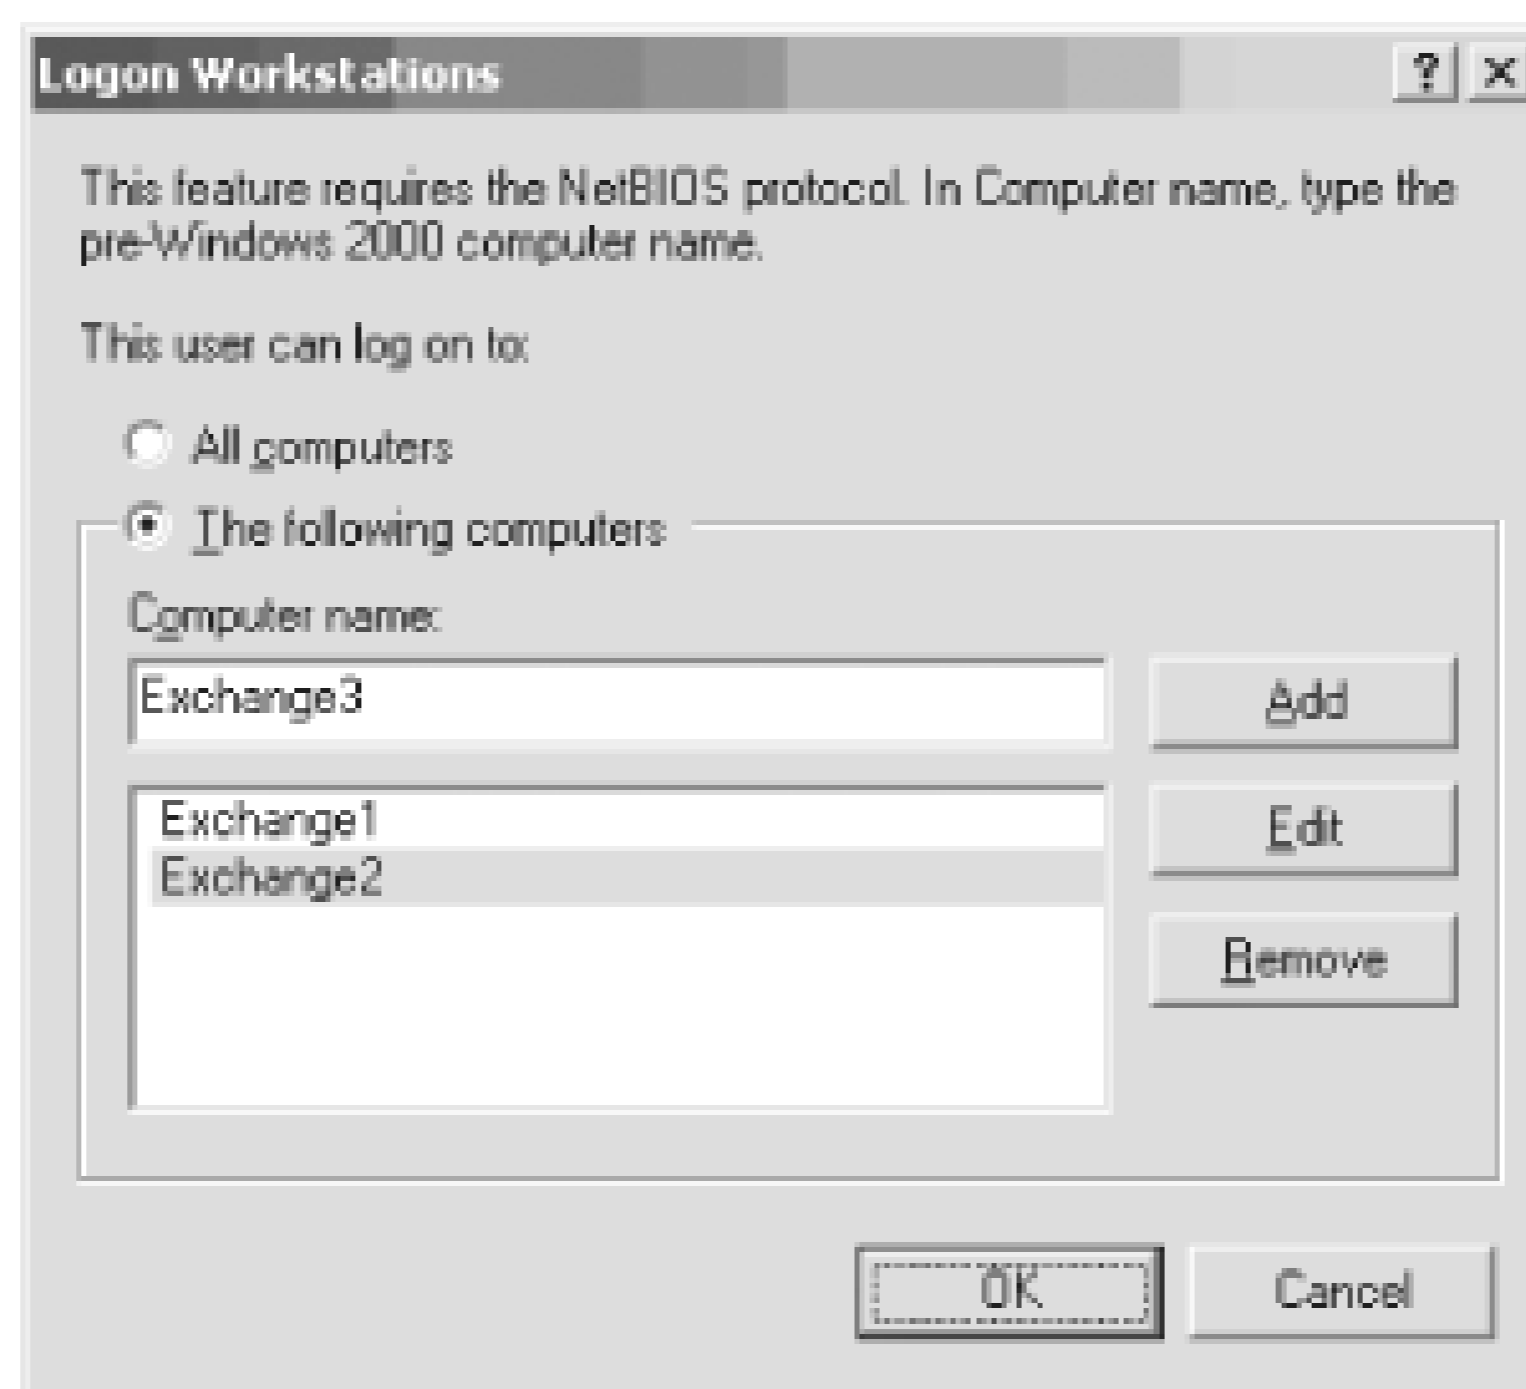 Logon Workstations
This feature requires the NetBIOS protocol. In Computer name, type the
pre-Windows 2000 computer name.
This user can log on to:
All computers
The following computers
Computer name:
Exchange3
Add
Exchange1
Edit
Exchange2
Remove
OK Cancel